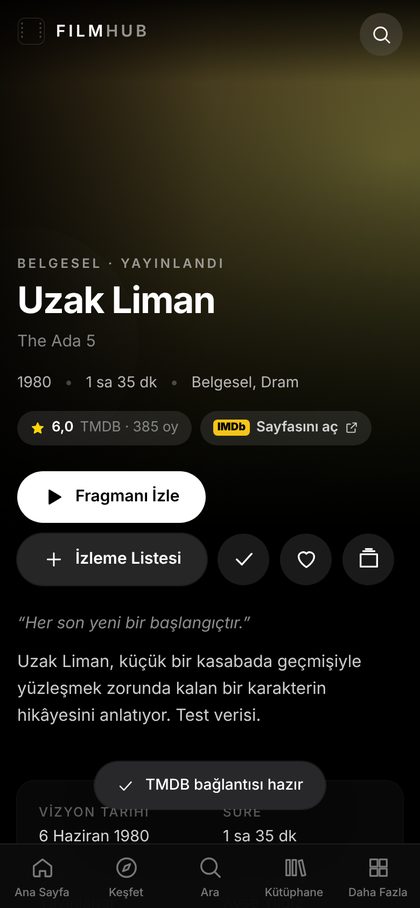 FILMHUB
BELGESEL · YAYINLANDI
Uzak Liman
The Ada 5
1980 • 1 sa 35 dk • Belgesel, Dram
6,0 TMDB · 385 oy IMDb Sayfasını aç
Fragmanı İzle
İzleme Listesi
“Her son yeni bir başlangıçtır.”
Uzak Liman, küçük bir kasabada geçmişiyle
yüzleşmek zorunda kalan bir karakterin
hikâyesini anlatıyor. Test verisi.
TMDB bağlantısı hazır
VİZYON TARİHİ SÜRE
6 Haziran 1980 1 sa 35 dk
Ana Sayfa Keşfet Ara Kütüphane Daha Fazla